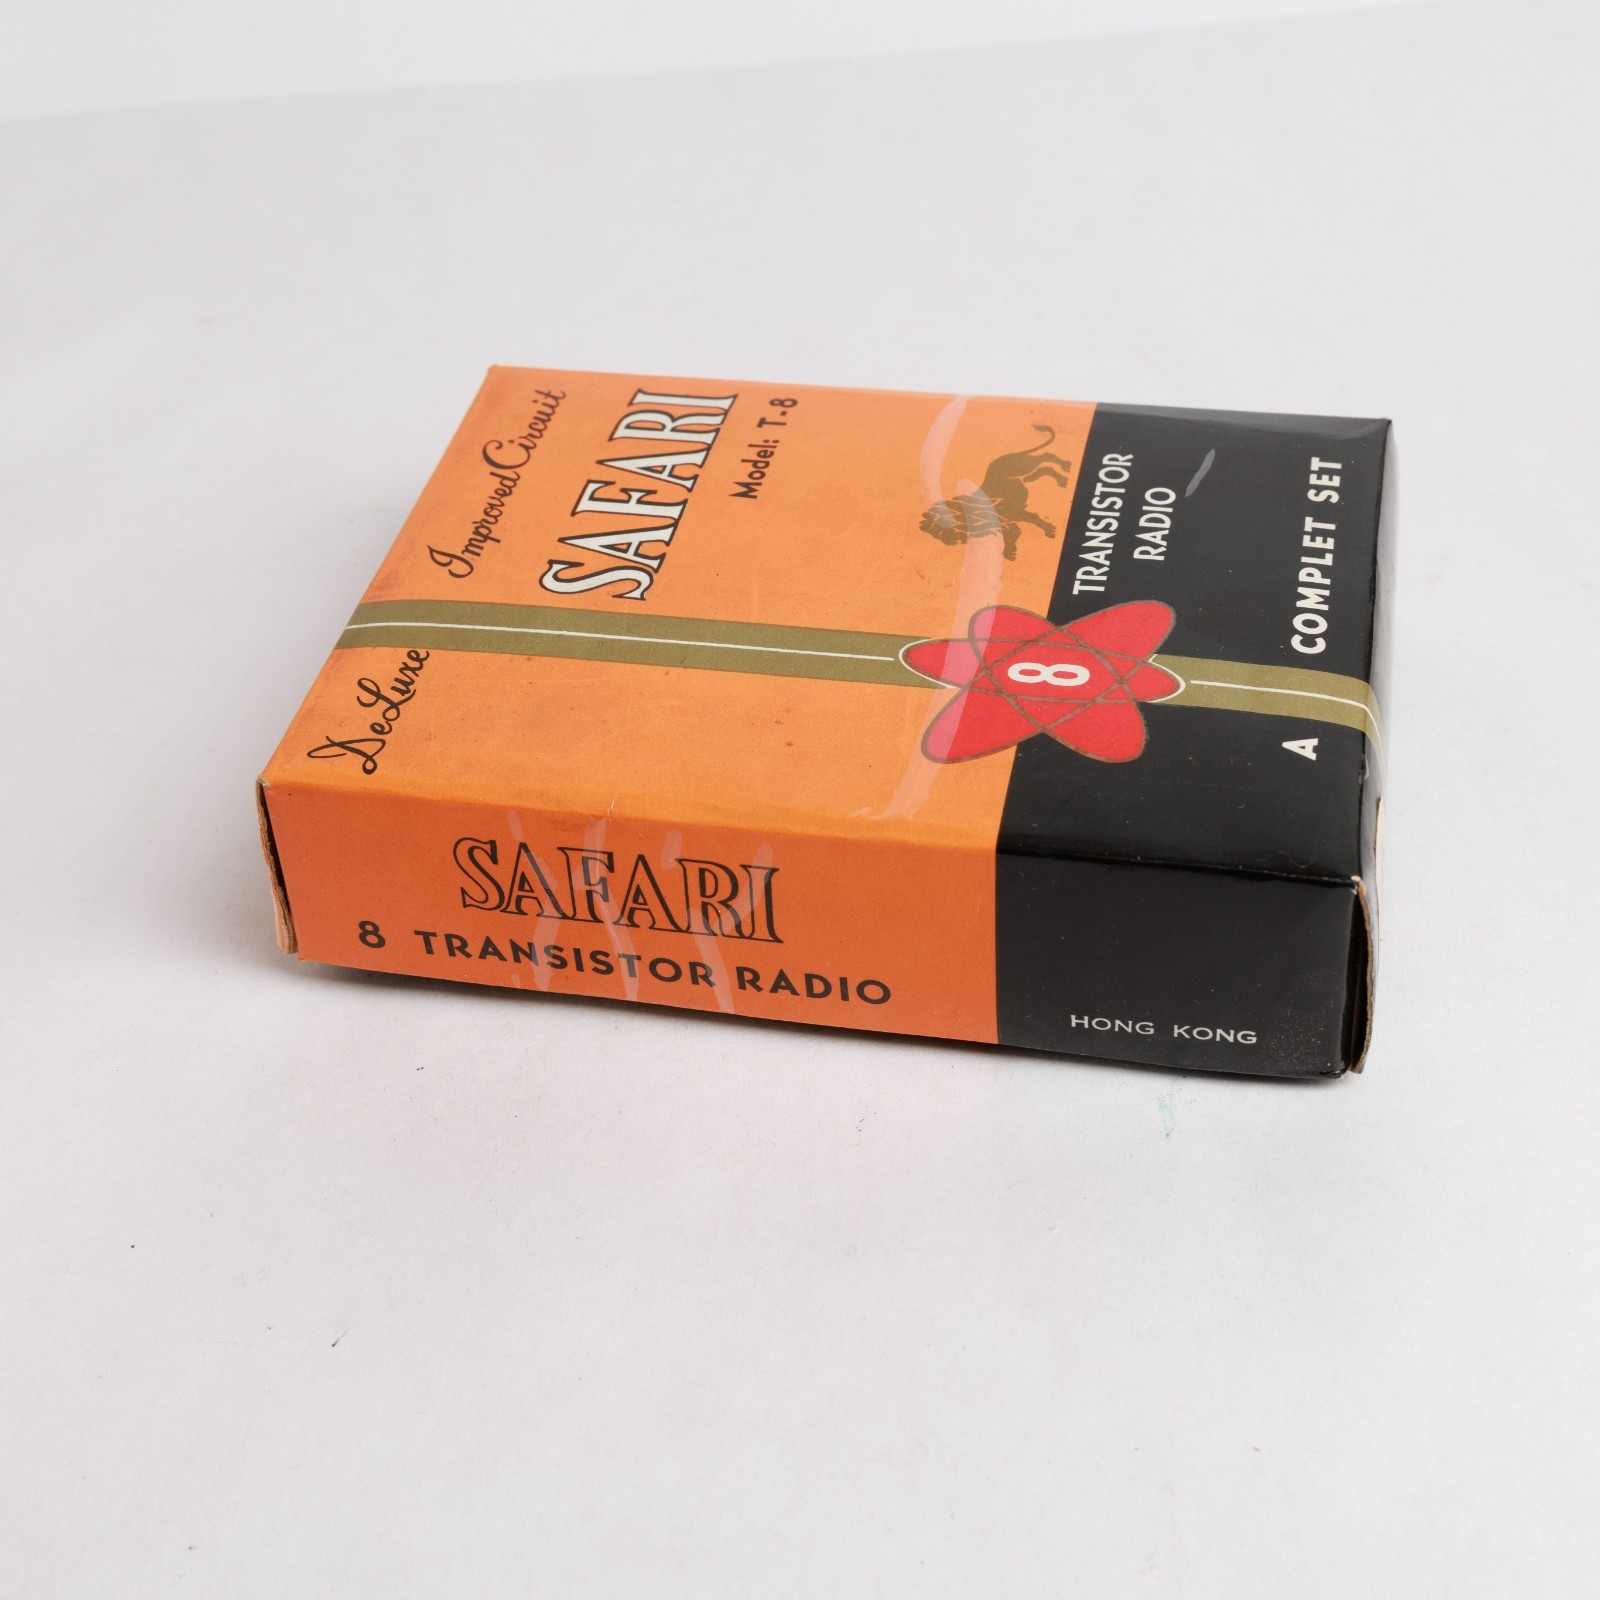 DeLuxe Improved Circuit
SAFARI
Model: T-8
TRANSISTOR
RADIO
8
A COMPLET SET
SAFARI
8 TRANSISTOR RADIO
HONG KONG